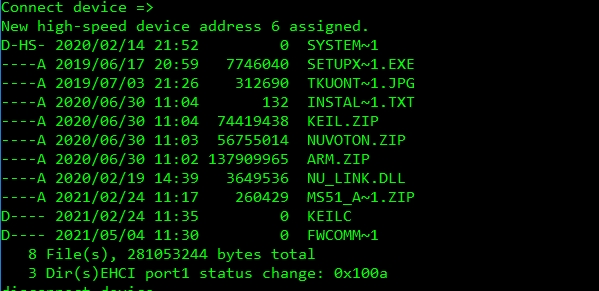 Connect device =>
New high-speed device address 6 assigned.
D-HS- 2020/02/14 21:52         0  SYSTEM~1
----A 2019/06/17 20:59   7746040  SETUPX~1.EXE
----A 2019/07/03 21:26    312690  TKUONT~1.JPG
----A 2020/06/30 11:04       132  INSTAL~1.TXT
----A 2020/06/30 11:04  74419438  KEIL.ZIP
----A 2020/06/30 11:03  56755014  NUVOTON.ZIP
----A 2020/06/30 11:02 137909965  ARM.ZIP
----A 2020/02/19 14:39   3649536  NU_LINK.DLL
----A 2021/02/24 11:17    260429  MS51_A~1.ZIP
D---- 2021/02/24 11:35         0  KEILC
D---- 2021/05/04 11:30         0  FWCOMM~1
   8 File(s), 281053244 bytes total
   3 Dir(s)EHCI port1 status change: 0x100a
disconnect device